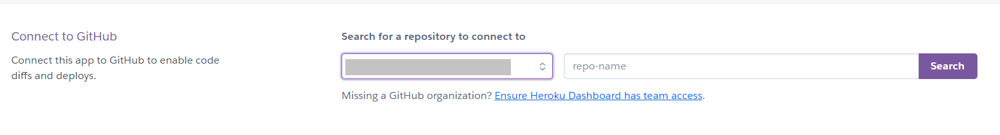 Connect to GitHub
Connect this app to GitHub to enable code
diffs and deploys.
Search for a repository to connect to
repo-name
Search
Missing a GitHub organization? Ensure Heroku Dashboard has team access.